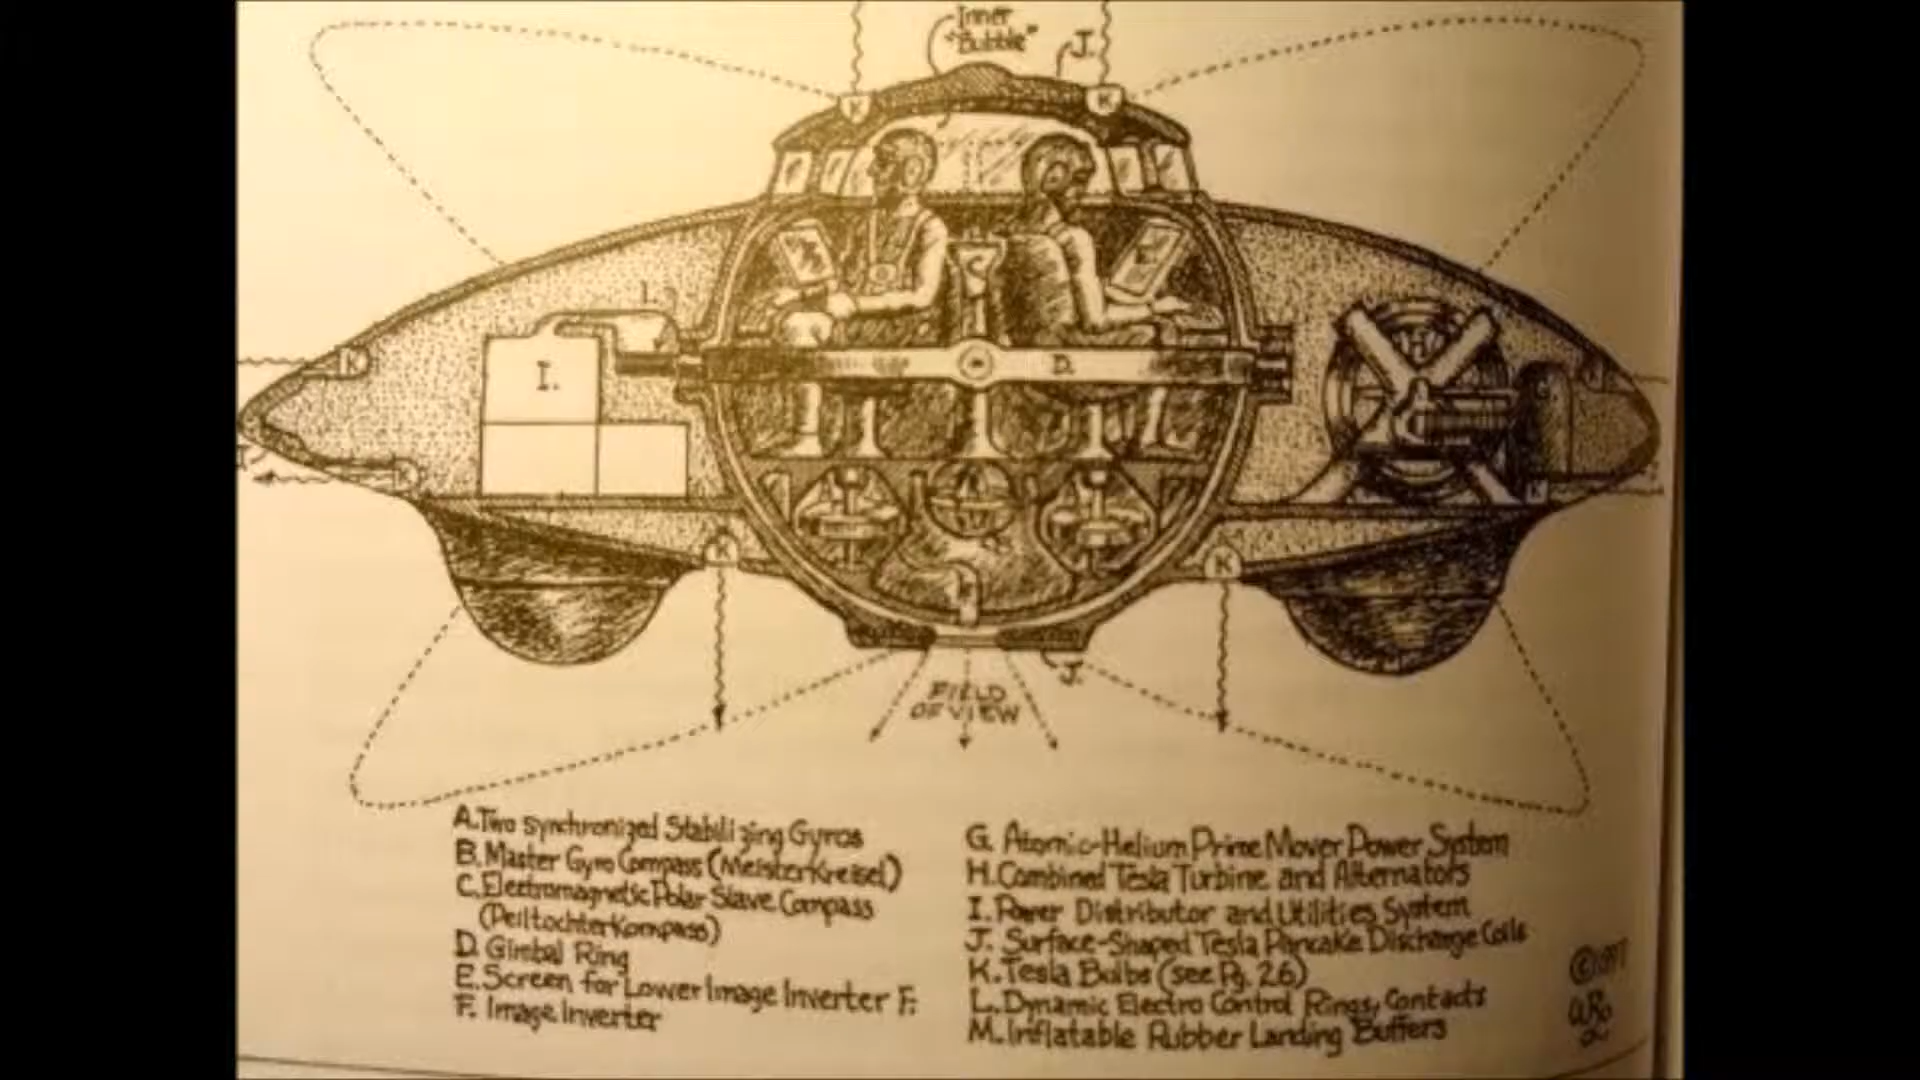 Inner
"Bubble"
J.
K
K
C
L
I.
D.
H
G
K
K
K
K
J.
FIELD
OF VIEW
A. Two Synchronized Stabilizing Gyros
B. Master Gyro Compass (Meisterkreisel)
C. Electromagnetic Polar Slave Compass
(Peiltochterkompass)
D. Gimbal Ring
E. Screen for Lower Image Inverter F.
F. Image Inverter
G. Atomic-Helium Prime Mover Power System
H. Combined Tesla Turbine and Alternators
I. Power Distributor and Utilities System
J. Surface-Shaped Tesla Pancake Discharge Coils
K. Tesla Bulbs (see Pg. 26)
L. Dynamic Electro Control Rings, Contacts
M. Inflatable Rubber Landing Buffers